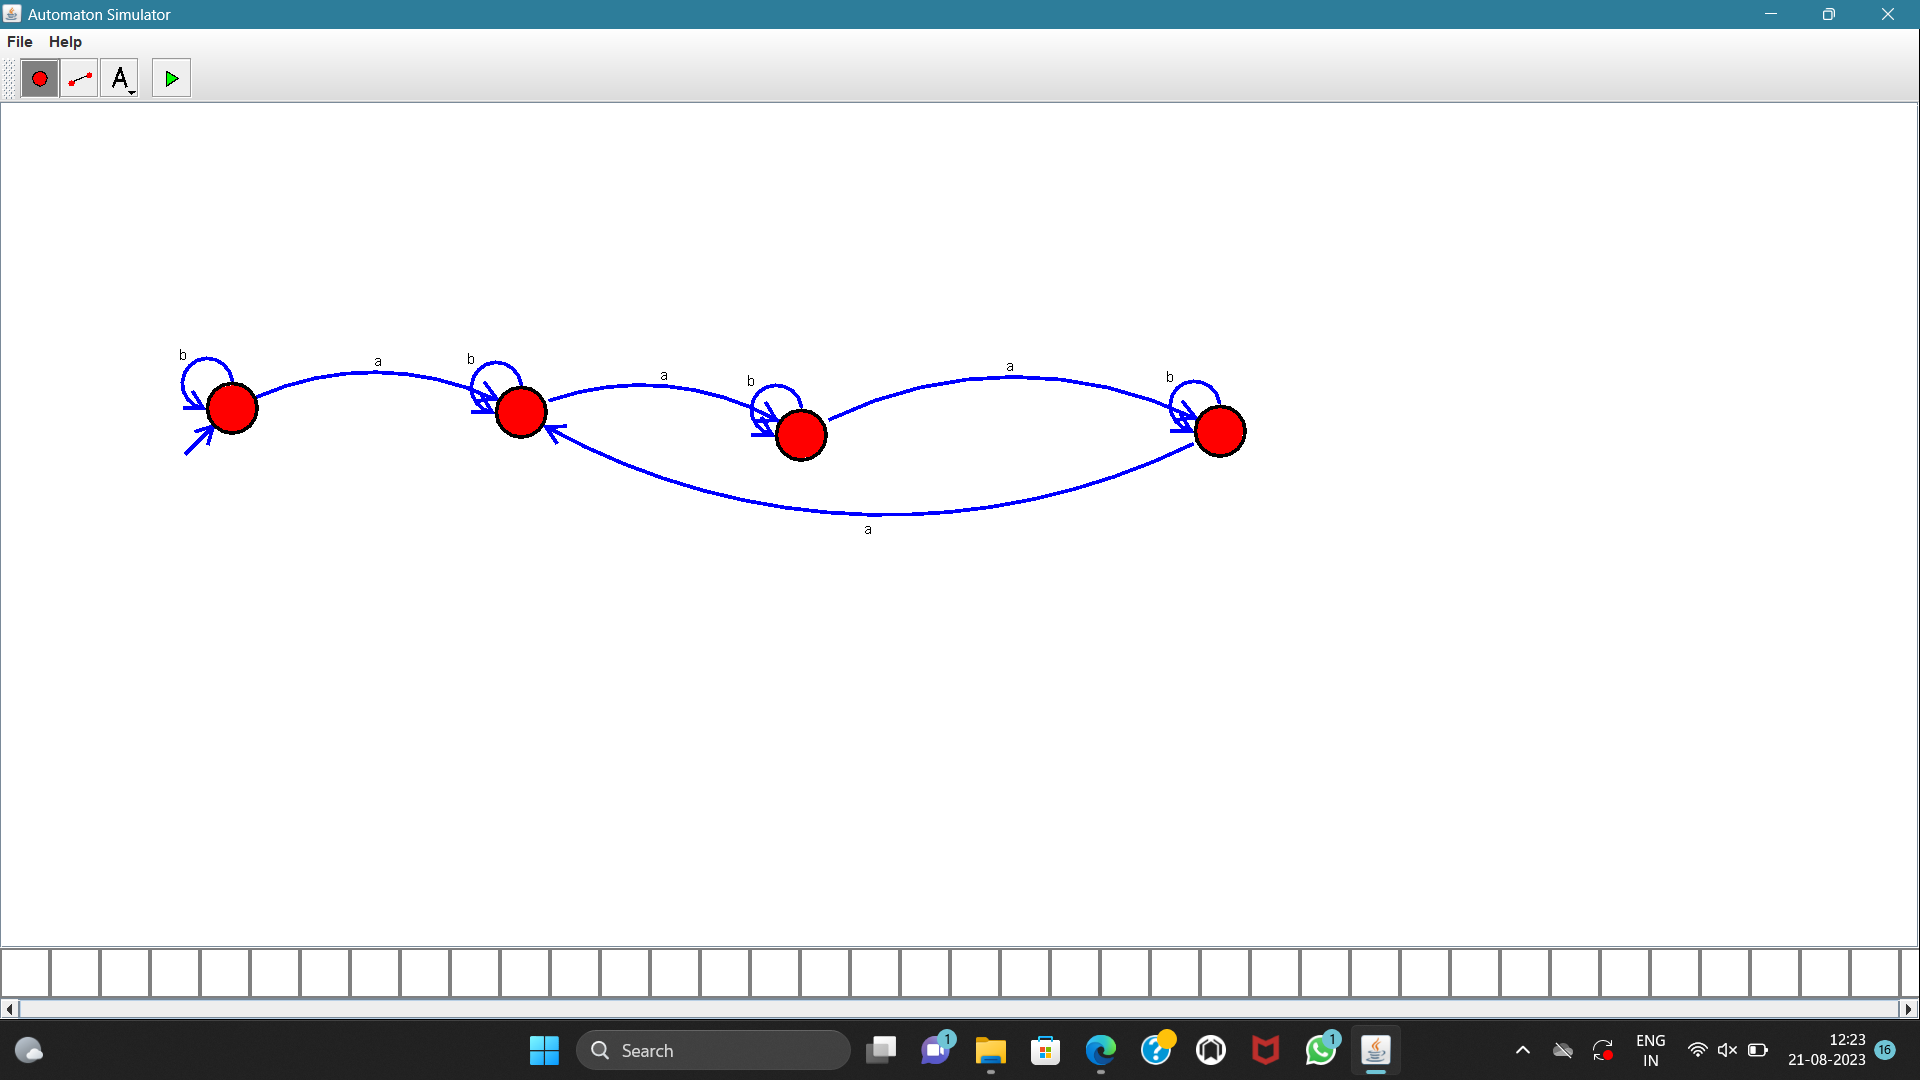 Automaton Simulator
File Help
A
b
a
b
a
b
a
b
a
Search
1
1
ENG
IN
12:23
21-08-2023
16